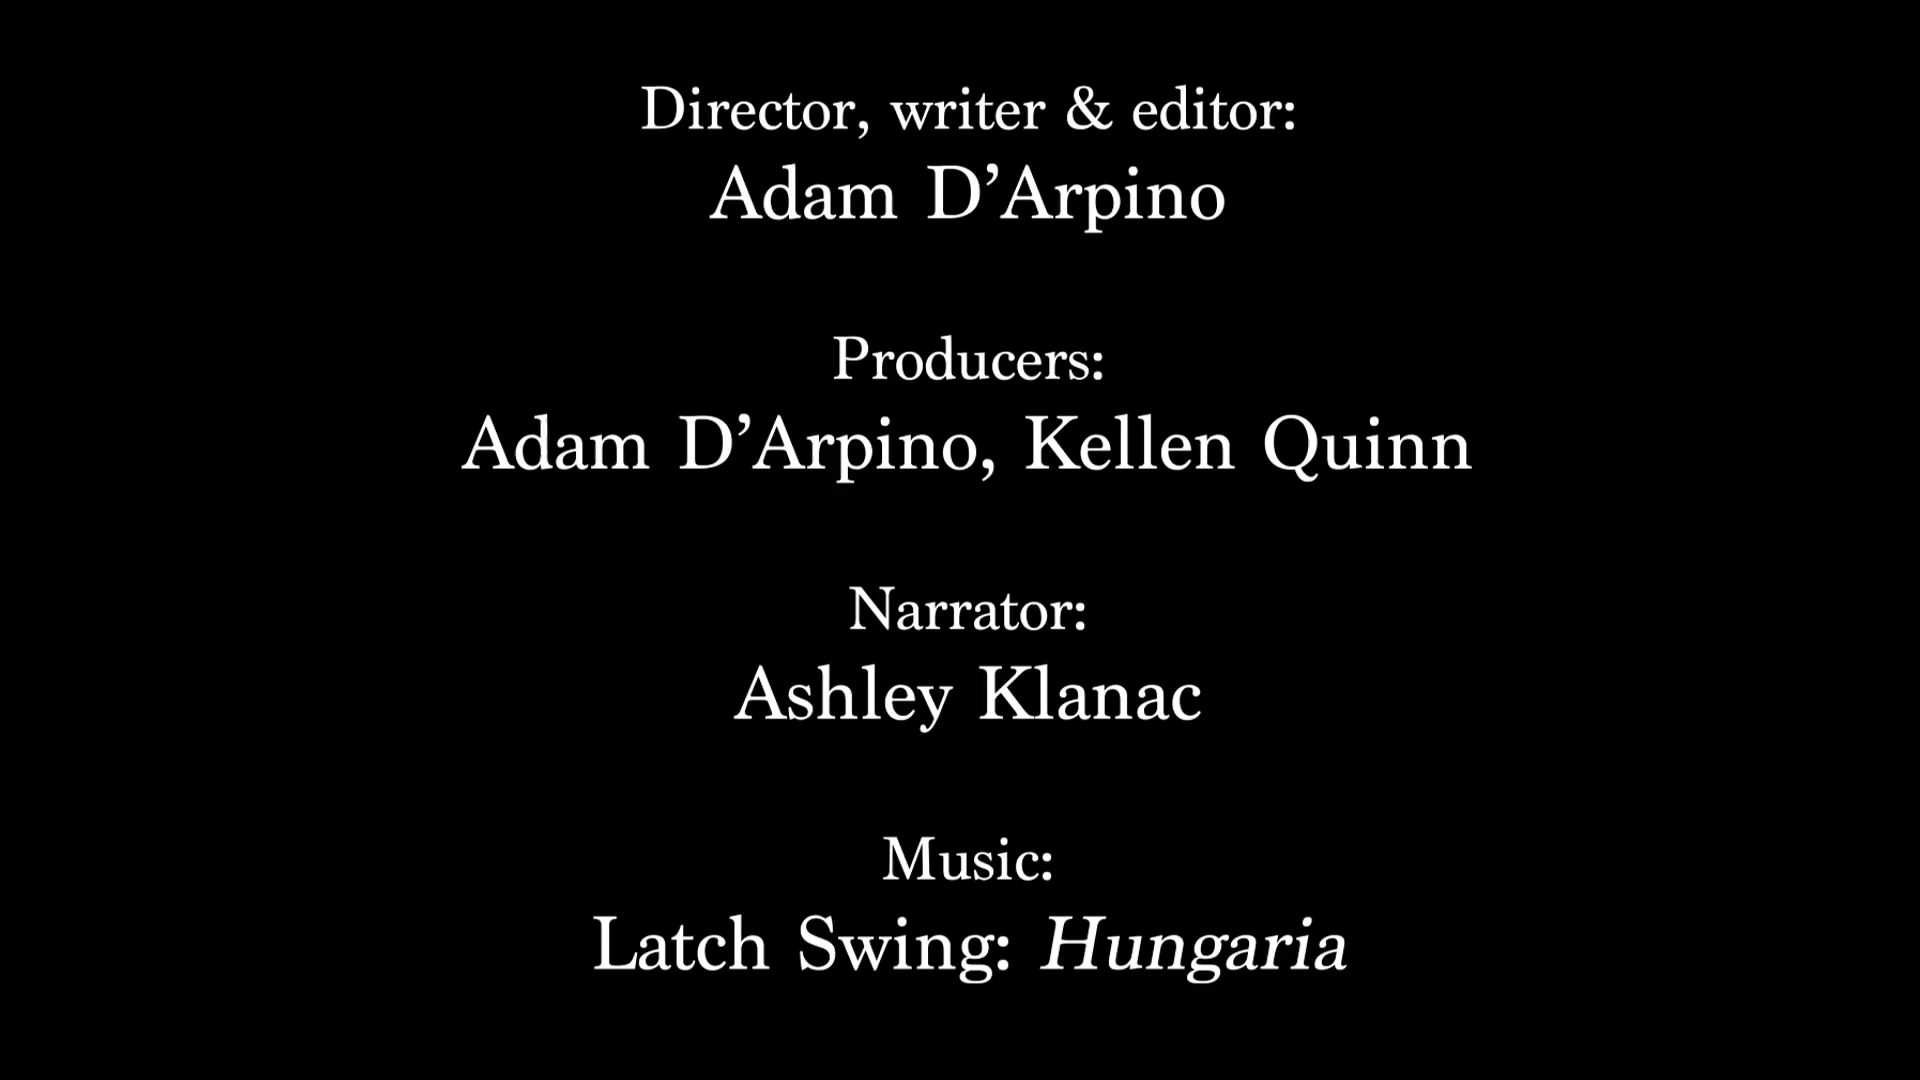 Director, writer & editor:
Adam D’Arpino
Producers:
Adam D’Arpino, Kellen Quinn
Narrator:
Ashley Klanac
Music:
Latch Swing: Hungaria